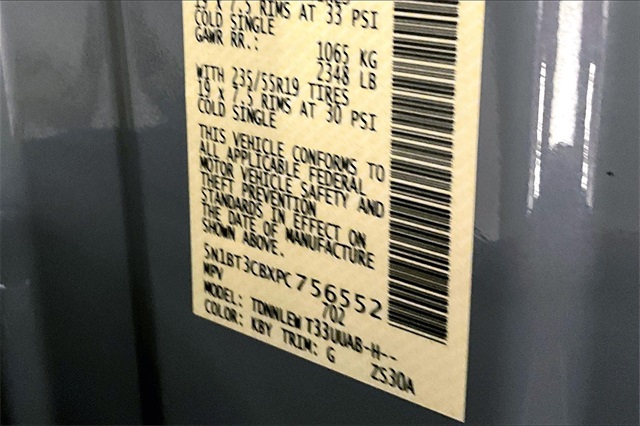 19 X 7.5 RIMS AT 33 PSI
COLD SINGLE
GAWR RR.:
1065 KG
2348 LB
WITH 235/55R19 TIRES
19 X 7.5 RIMS AT 30 PSI
COLD SINGLE
THIS VEHICLE CONFORMS TO
ALL APPLICABLE FEDERAL
MOTOR VEHICLE SAFETY AND
THEFT PREVENTION
STANDARDS IN EFFECT ON
THE DATE OF MANUFACTURE
SHOWN ABOVE.
5N1BT3CBXPC756552
MPV 702
MODEL: TDNNLEW T33UUAB-H--
COLOR: KBY TRIM: G ZS30A